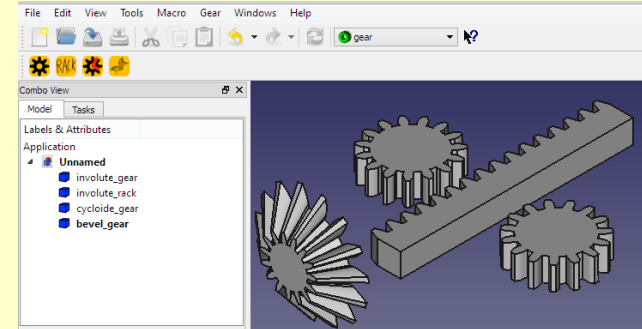 File Edit View Tools Macro Gear Windows Help
gear
RACK
Combo View
Model Tasks
Labels & Attributes
Application
Unnamed
involute_gear
involute_rack
cycloide_gear
bevel_gear